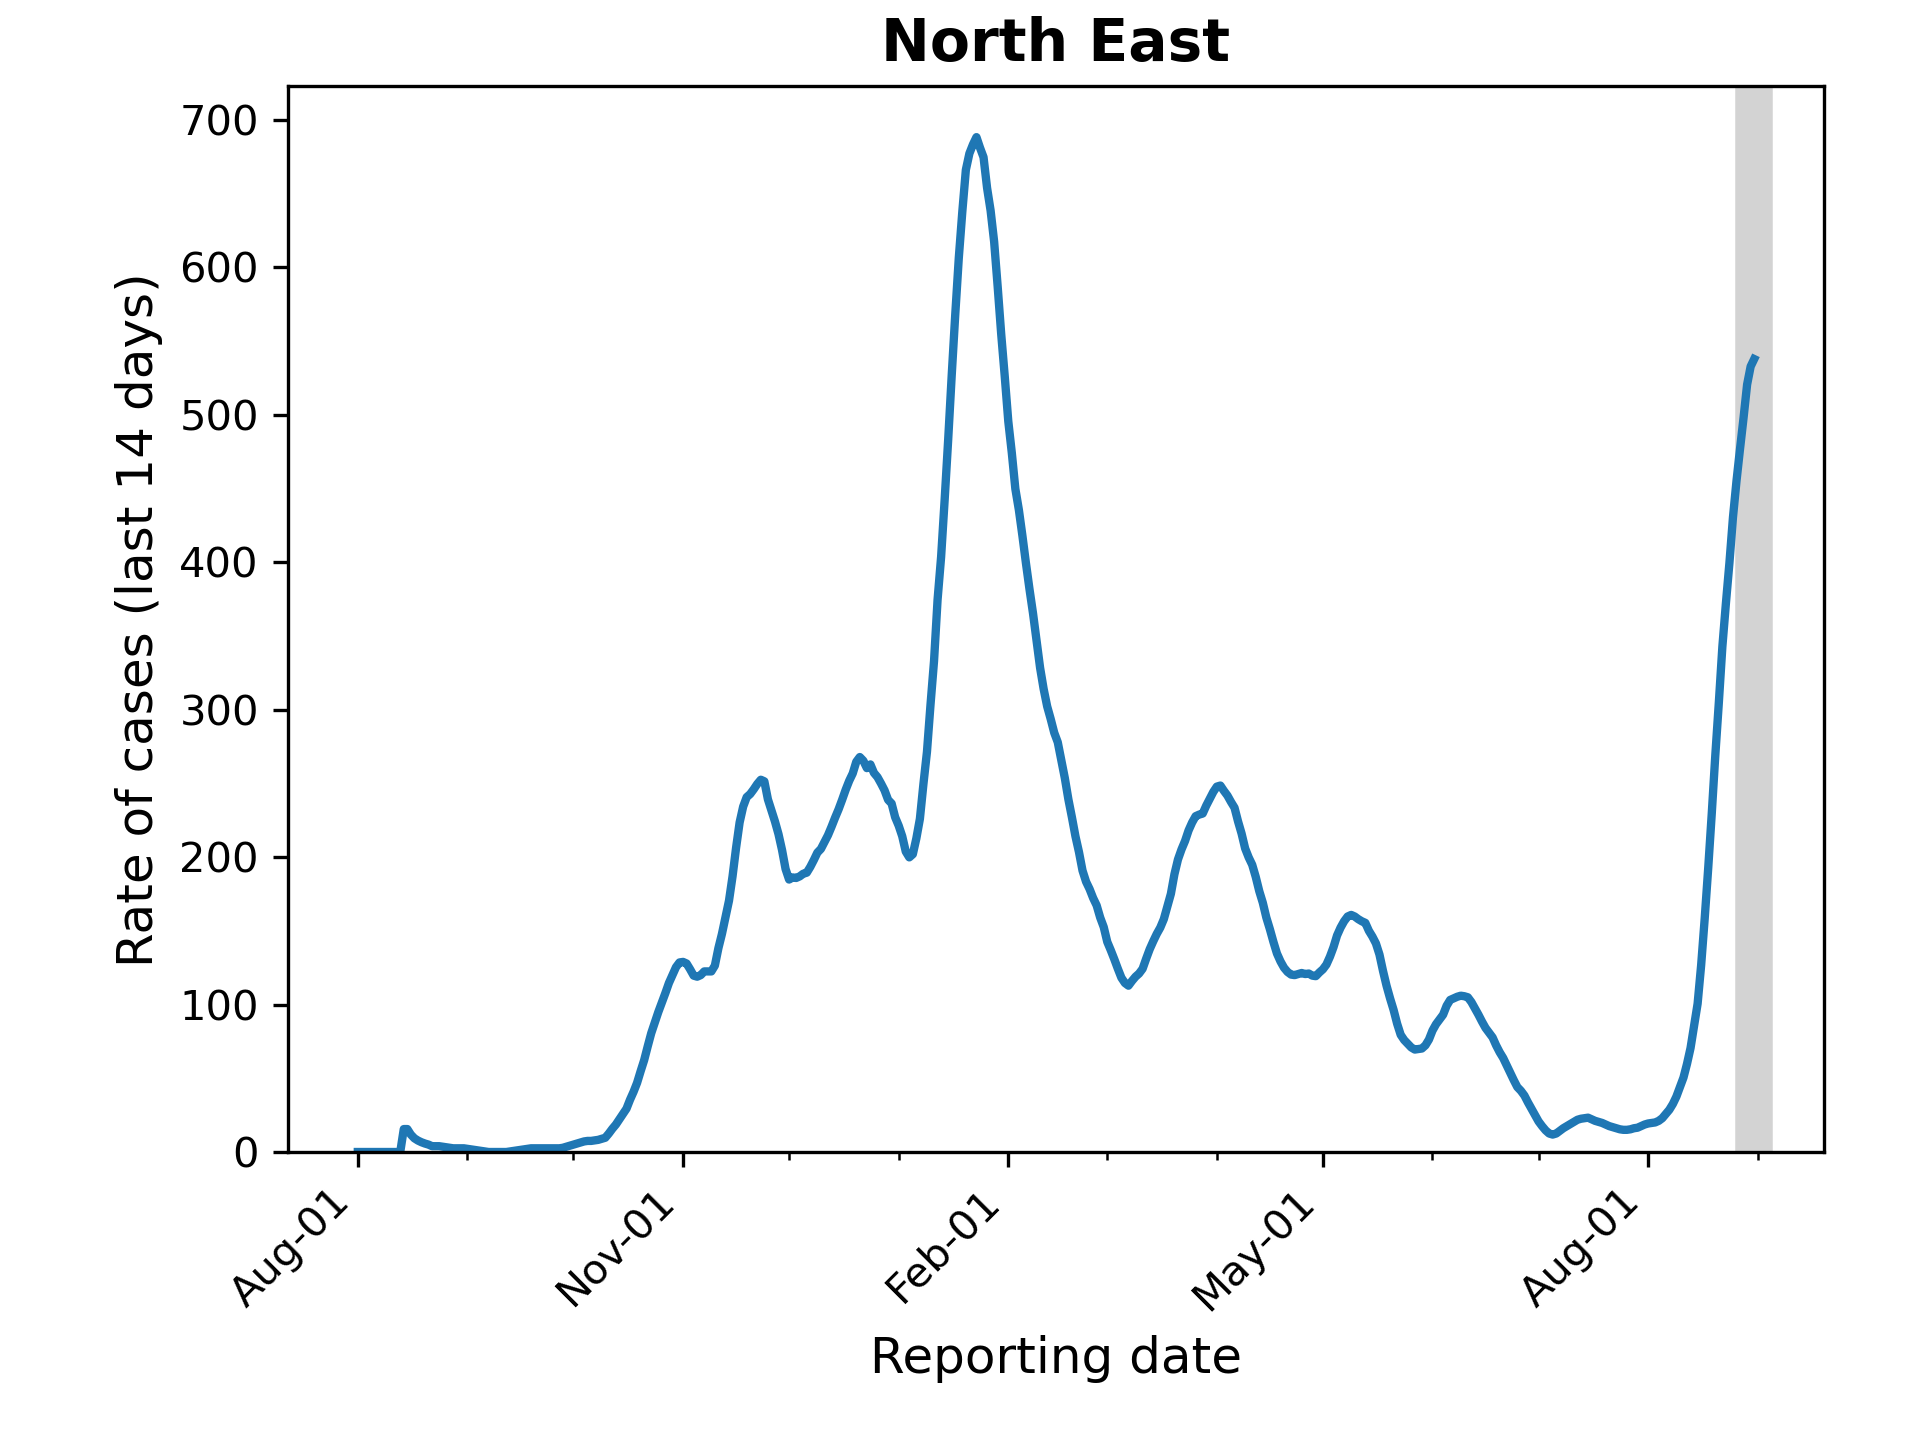 North East
700
600
500
400
300
200
100
0
Rate of cases (last 14 days)
Aug-01
Nov-01
Feb-01
May-01
Aug-01
Reporting date